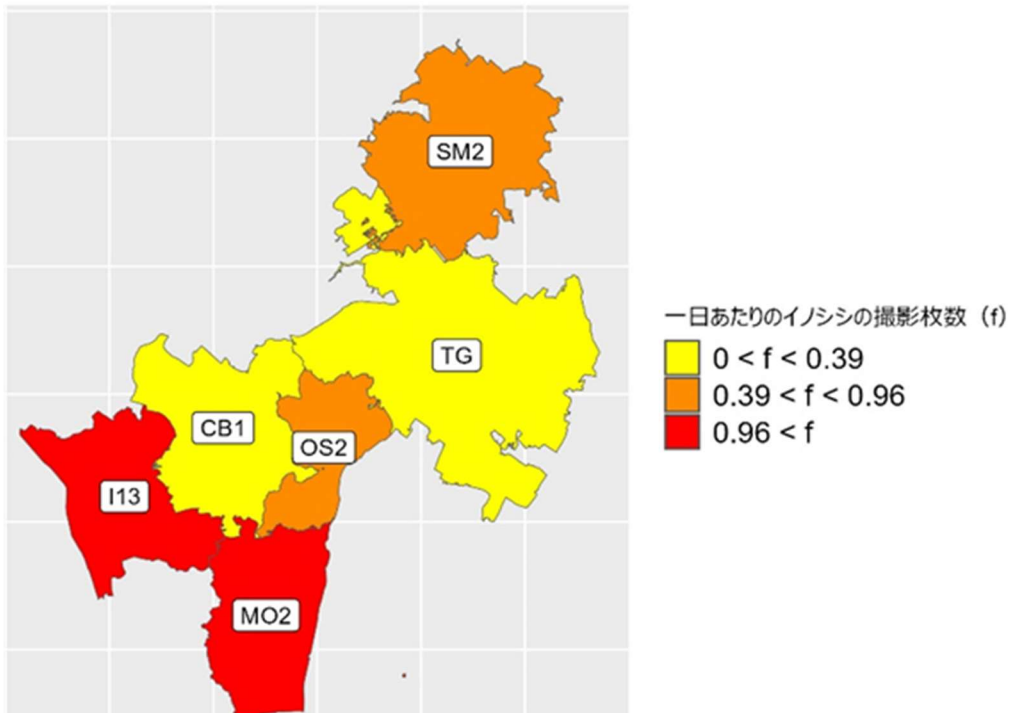 SM2
TG
CB1
OS2
I13
MO2
一日あたりのイノシシの撮影枚数 (f)
0 < f < 0.39
0.39 < f < 0.96
0.96 < f